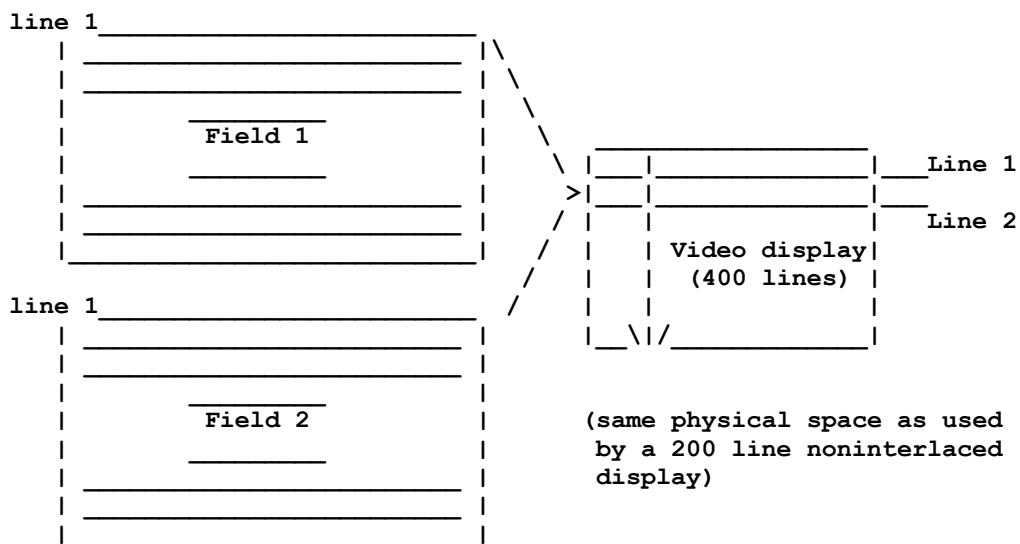 line 1
Field 1
Line 1
Line 2
Video display
(400 lines)
line 1
Field 2
(same physical space as used
by a 200 line noninterlaced
display)